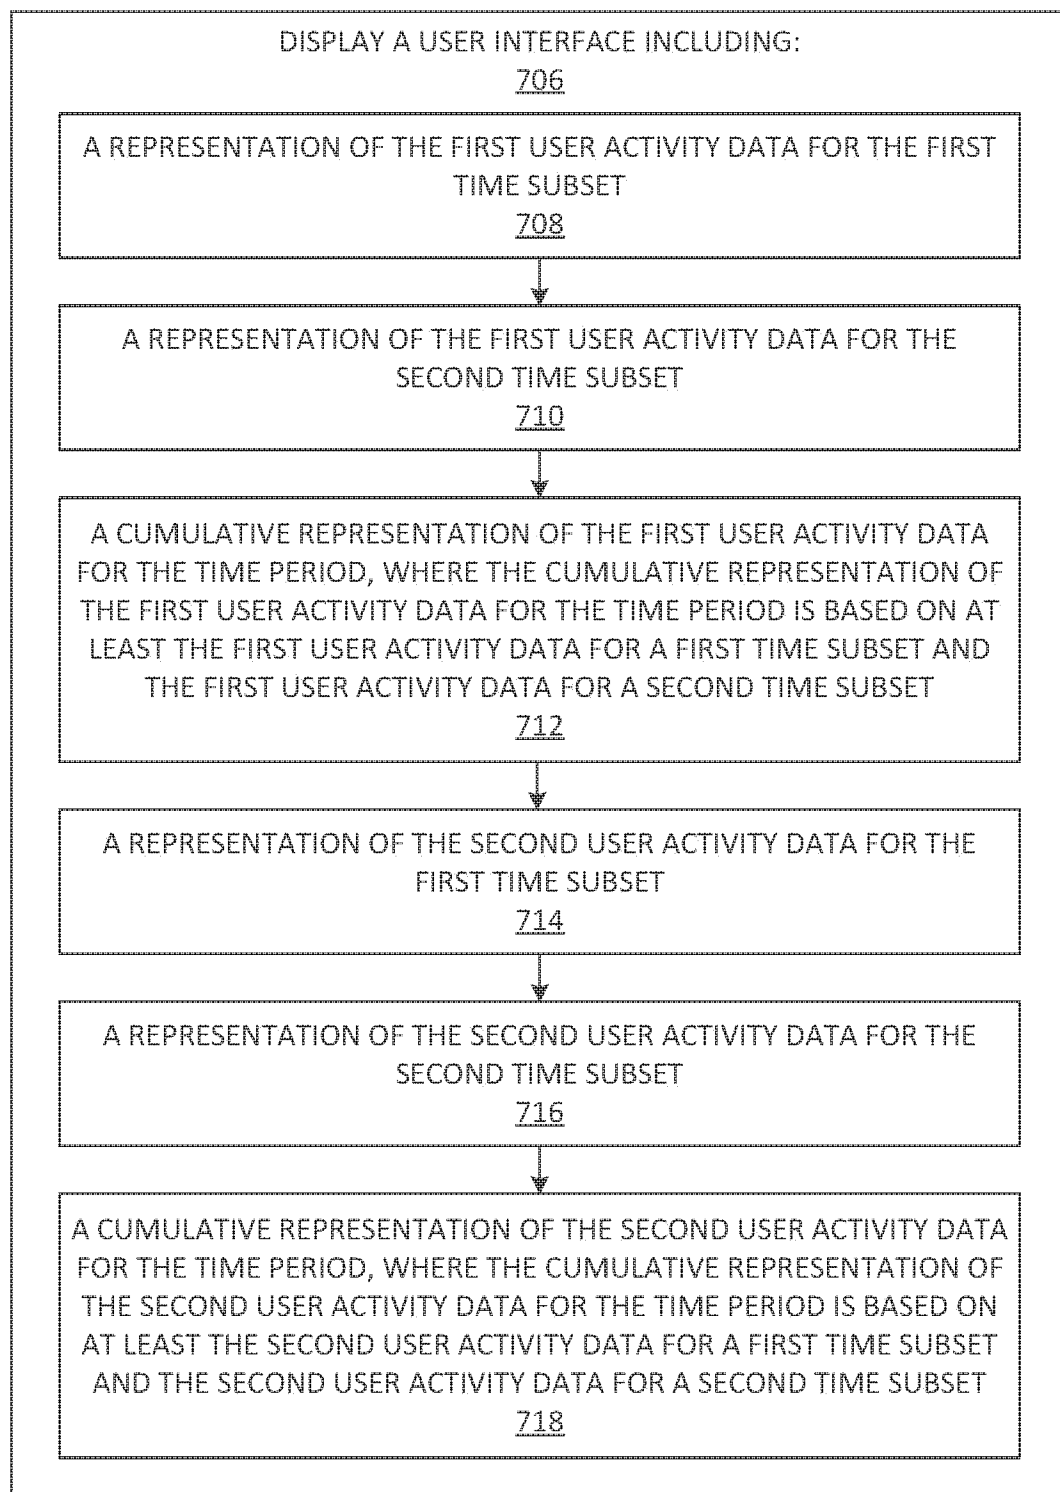 DISPLAY A USER INTERFACE INCLUDING:
706
A REPRESENTATION OF THE FIRST USER ACTIVITY DATA FOR THE FIRST
TIME SUBSET
708
A REPRESENTATION OF THE FIRST USER ACTIVITY DATA FOR THE
SECOND TIME SUBSET
710
A CUMULATIVE REPRESENTATION OF THE FIRST USER ACTIVITY DATA
FOR THE TIME PERIOD, WHERE THE CUMULATIVE REPRESENTATION OF
THE FIRST USER ACTIVITY DATA FOR THE TIME PERIOD IS BASED ON AT
LEAST THE FIRST USER ACTIVITY DATA FOR A FIRST TIME SUBSET AND
THE FIRST USER ACTIVITY DATA FOR A SECOND TIME SUBSET
712
A REPRESENTATION OF THE SECOND USER ACTIVITY DATA FOR THE
FIRST TIME SUBSET
714
A REPRESENTATION OF THE SECOND USER ACTIVITY DATA FOR THE
SECOND TIME SUBSET
716
A CUMULATIVE REPRESENTATION OF THE SECOND USER ACTIVITY DATA
FOR THE TIME PERIOD, WHERE THE CUMULATIVE REPRESENTATION OF
THE SECOND USER ACTIVITY DATA FOR THE TIME PERIOD IS BASED ON
AT LEAST THE SECOND USER ACTIVITY DATA FOR A FIRST TIME SUBSET
AND THE SECOND USER ACTIVITY DATA FOR A SECOND TIME SUBSET
718